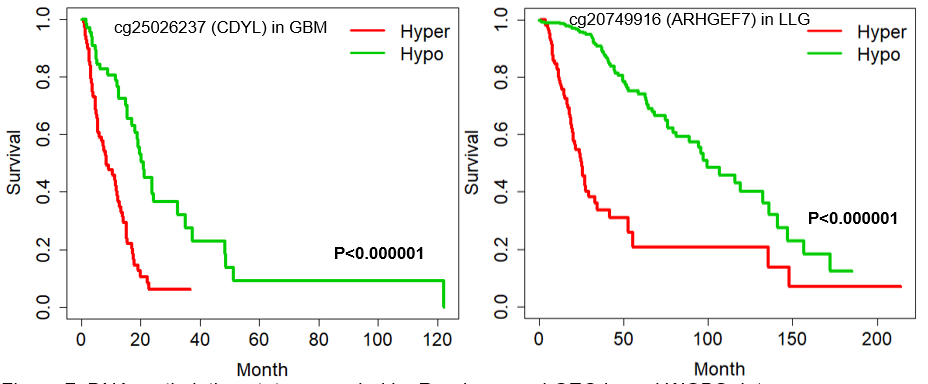 cg25026237 (CDYL) in GBM
Hyper
Hypo
P<0.000001
Survival
0.0 0.2 0.4 0.6 0.8 1.0
0 20 40 60 80 100 120
Month
cg20749916 (ARHGEF7) in LLG
Hyper
Hypo
P<0.000001
Survival
0.0 0.2 0.4 0.6 0.8 1.0
0 50 100 150 200
Month